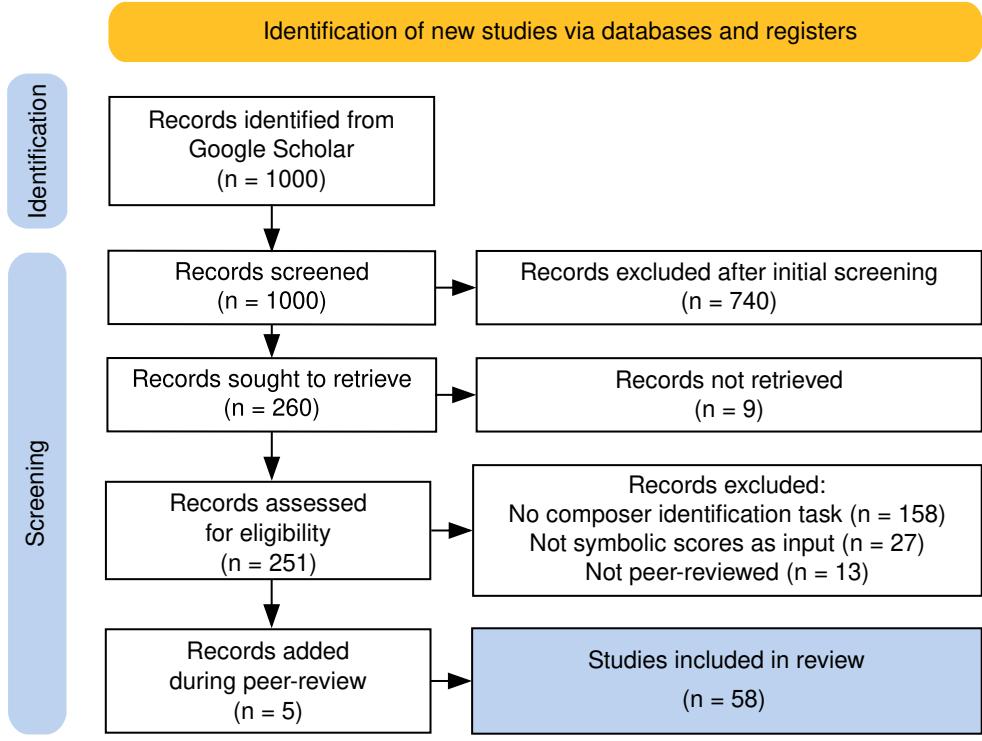 Identification of new studies via databases and registers
Identification
Records identified from
Google Scholar
(n = 1000)
Screening
Records screened
(n = 1000)
Records excluded after initial screening
(n = 740)
Records sought to retrieve
(n = 260)
Records not retrieved
(n = 9)
Records assessed
for eligibility
(n = 251)
Records excluded:
No composer identification task (n = 158)
Not symbolic scores as input (n = 27)
Not peer-reviewed (n = 13)
Records added
during peer-review
(n = 5)
Studies included in review
(n = 58)